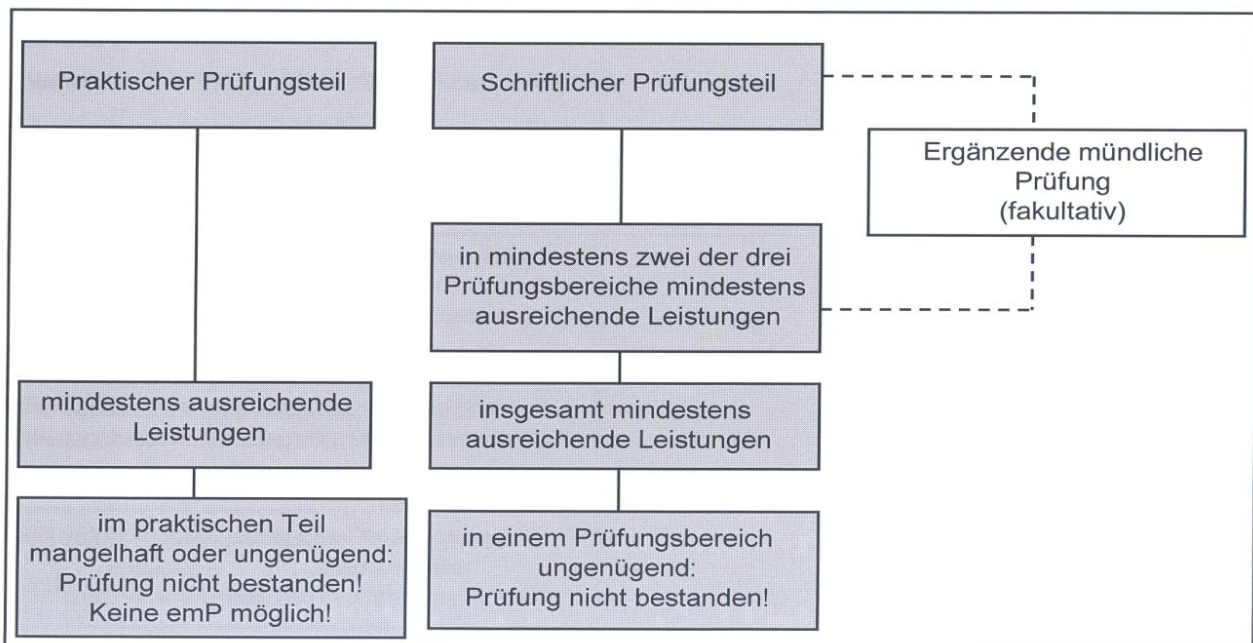 Praktischer Prüfungsteil
Schriftlicher Prüfungsteil
Ergänzende mündliche
Prüfung
(fakultativ)
in mindestens zwei der drei
Prüfungsbereiche mindestens
ausreichende Leistungen
mindestens ausreichende
Leistungen
insgesamt mindestens
ausreichende Leistungen
im praktischen Teil
mangelhaft oder ungenügend:
Prüfung nicht bestanden!
Keine emP möglich!
in einem Prüfungsbereich
ungenügend:
Prüfung nicht bestanden!